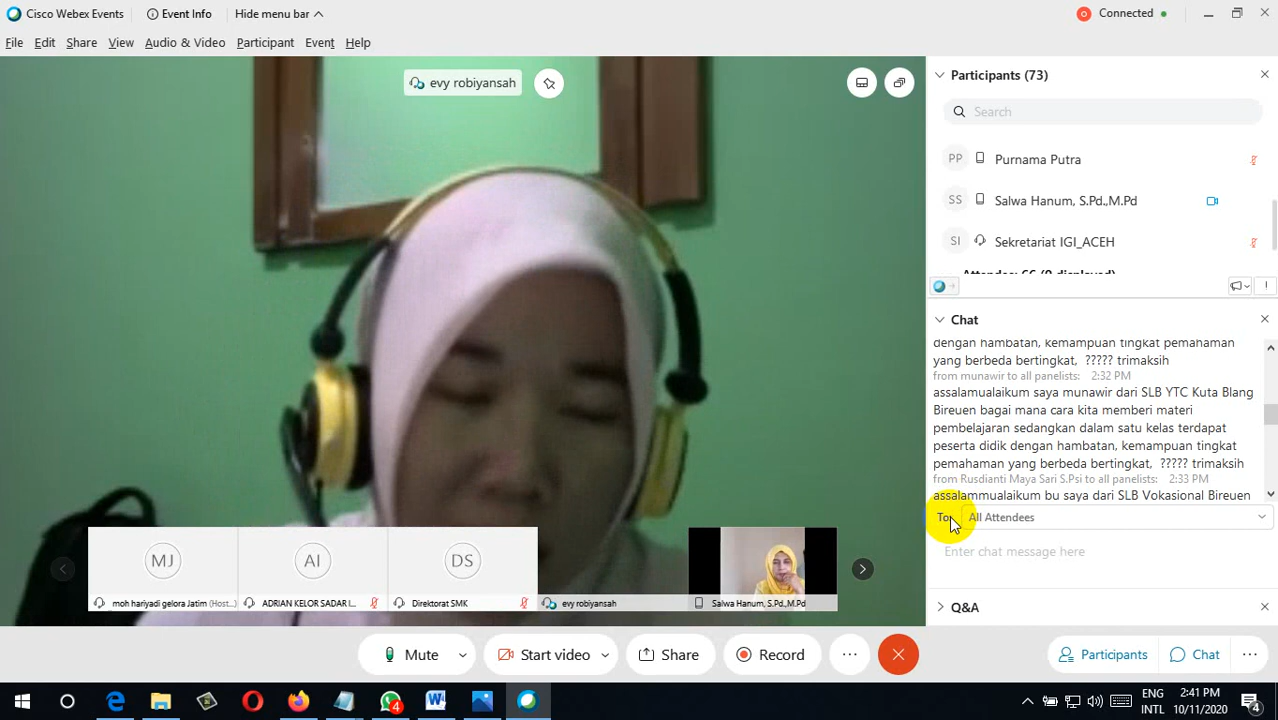 Cisco Webex Events
Event Info
Hide menu bar
Connected
File Edit Share View Audio & Video Participant Event Help
evy robiyansah
Participants (73)
Search
PP Purnama Putra
SS Salwa Hanum, S.Pd.,M.Pd
SI Sekretariat IGI_ACEH
Attendee: 66 (0 displayed)
Chat
dengan hambatan, kemampuan tingkat pemahaman
yang berbeda bertingkat, ????? trimaksih
from munawir to all panelists: 2:32 PM
assalamualaikum saya munawir dari SLB YTC Kuta Blang
Bireuen bagai mana cara kita memberi materi
pembelajaran sedangkan dalam satu kelas terdapat
peserta didik dengan hambatan, kemampuan tingkat
pemahaman yang berbeda bertingkat, ????? trimaksih
from Rusdianti Maya Sari S.Psi to all panelists: 2:33 PM
assalammualaikum bu saya dari SLB Vokasional Bireuen
To: All Attendees
Enter chat message here
Q&A
MJ
AI
DS
moh hariyadi gelora Jatim (Host...)
ADRIAN KELOR SADAR I...
Direktorat SMK
evy robiyansah
Salwa Hanum, S.Pd.,M.Pd
Mute
Start video
Share
Record
Participants
Chat
4
ENG
INTL
2:41 PM
10/11/2020
4